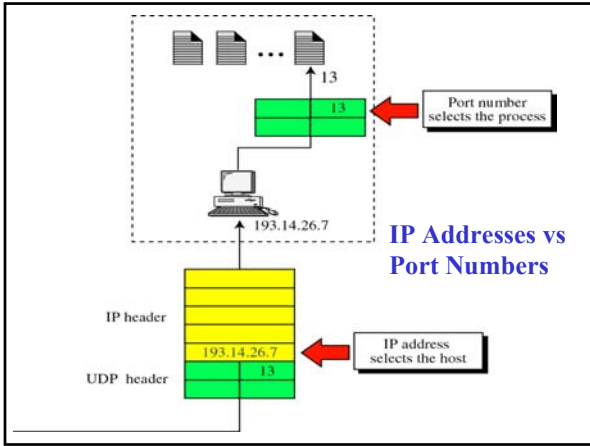 13
13
Port number
selects the process
193.14.26.7
IP Addresses vs
Port Numbers
IP header
193.14.26.7
IP address
selects the host
13
UDP header